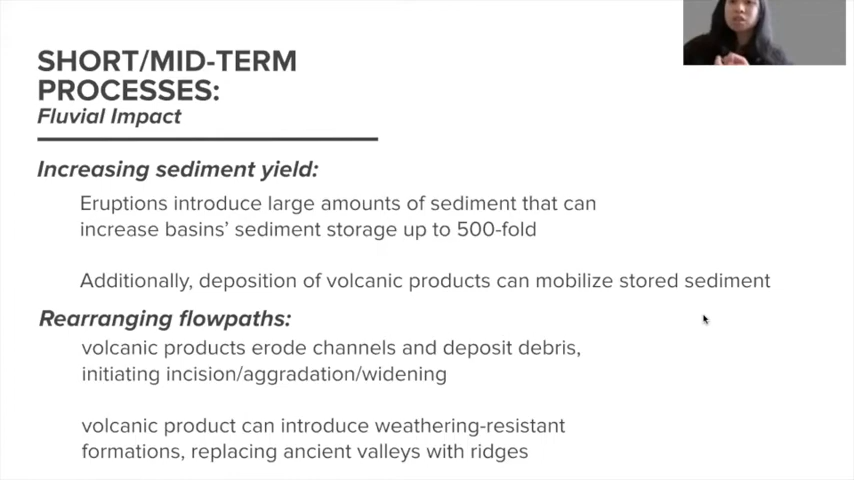 SHORT/MID-TERM
PROCESSES:
Fluvial Impact
Increasing sediment yield:
Eruptions introduce large amounts of sediment that can
increase basins’ sediment storage up to 500-fold
Additionally, deposition of volcanic products can mobilize stored sediment
Rearranging flowpaths:
volcanic products erode channels and deposit debris,
initiating incision/aggradation/widening
volcanic product can introduce weathering-resistant
formations, replacing ancient valleys with ridges